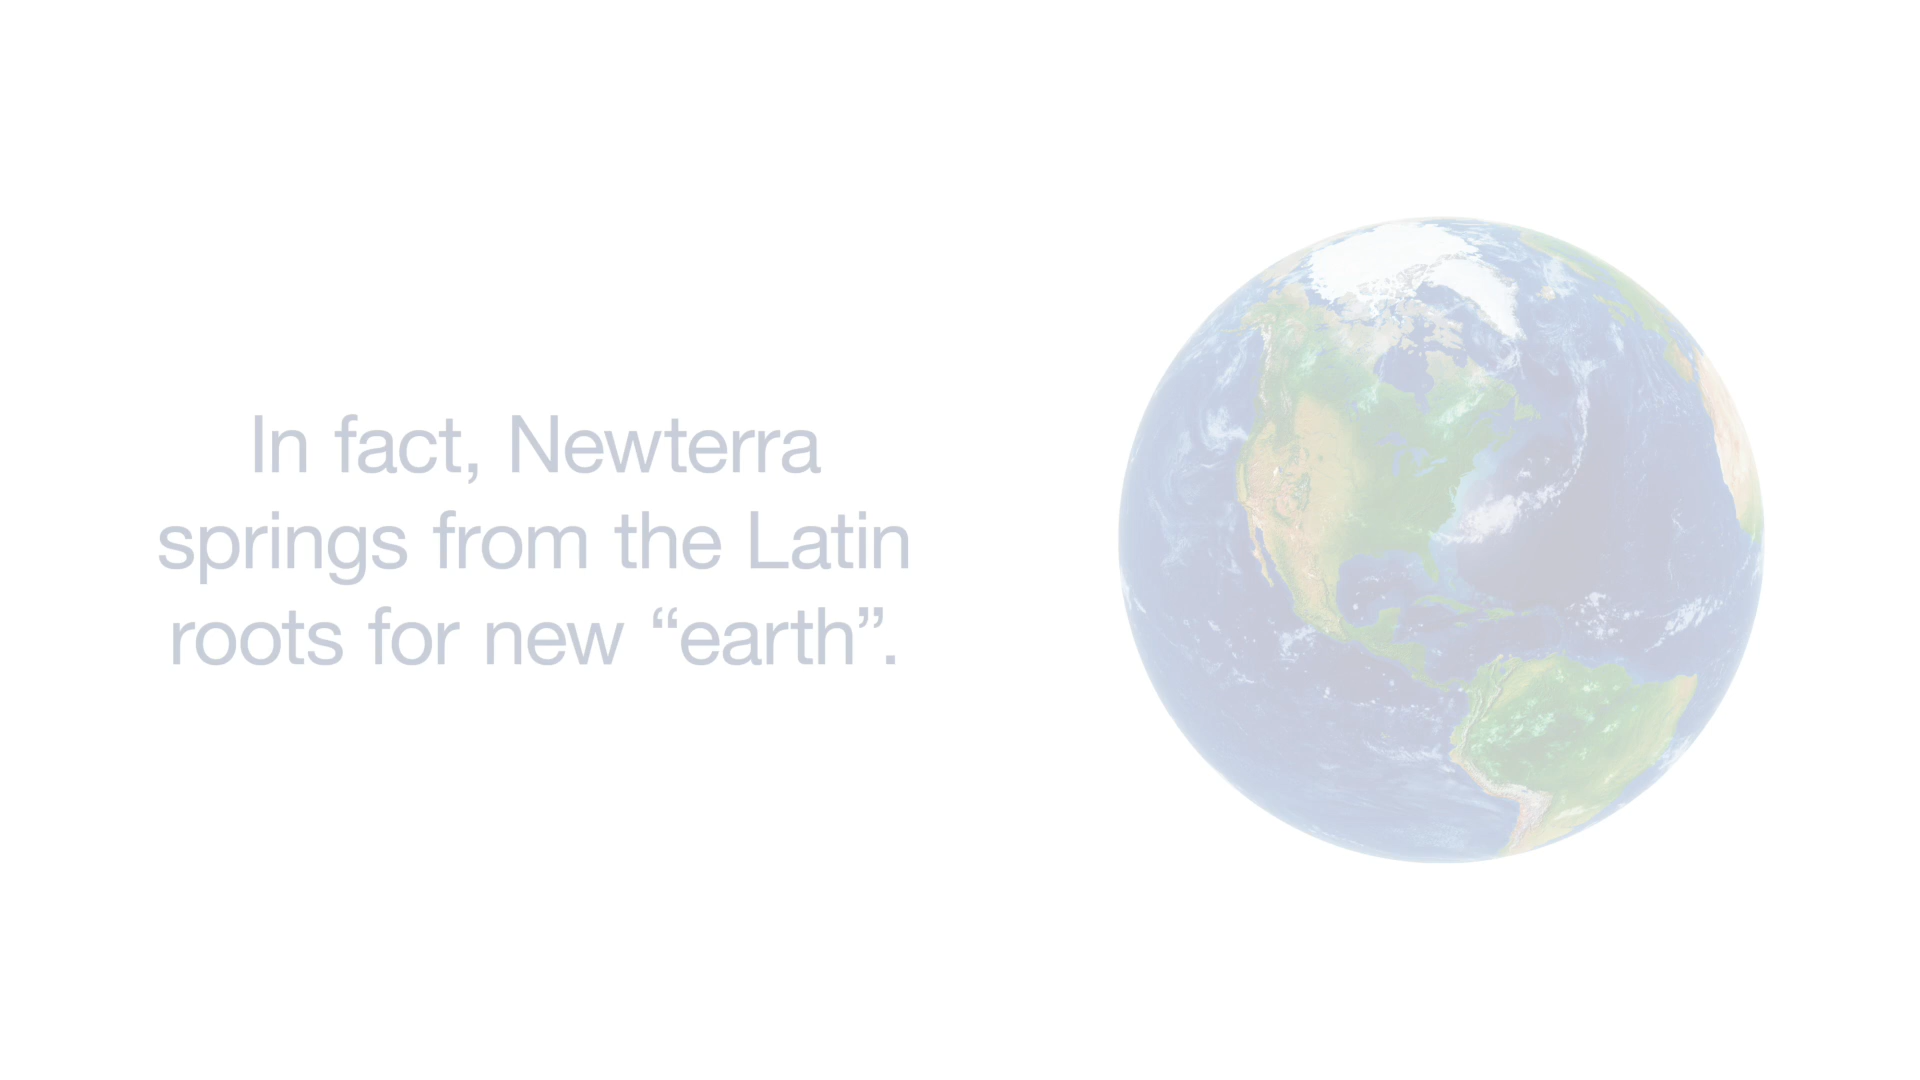 In fact, Newterra
springs from the Latin
roots for new “earth”.